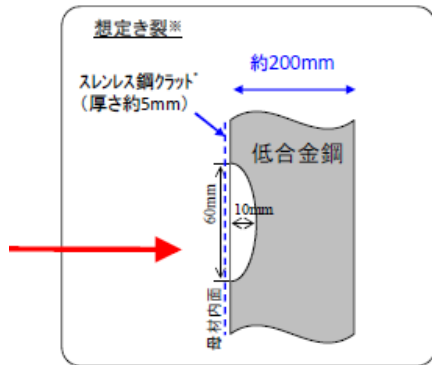 想定き裂※
約200mm
スレンレス鋼クラッド
（厚さ約5mm）
低合金鋼
60mm
10mm
母材内面